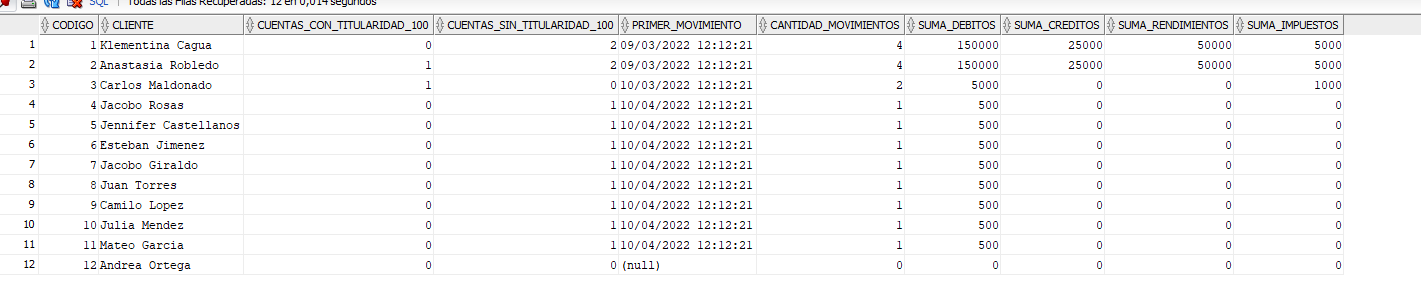 SQL | Todas las Filas Recuperadas: 12 en 0,014 segundos
CODIGO CLIENTE CUENTAS_CON_TITULARIDAD_100 CUENTAS_SIN_TITULARIDAD_100 PRIMER_MOVIMIENTO CANTIDAD_MOVIMIENTOS SUMA_DEBITOS SUMA_CREDITOS SUMA_RENDIMIENTOS SUMA_IMPUESTOS
1 1 Klementina Cagua 0 2 09/03/2022 12:12:21 4 150000 25000 50000 5000
2 2 Anastasia Robledo 1 2 09/03/2022 12:12:21 4 150000 25000 50000 5000
3 3 Carlos Maldonado 1 0 10/03/2022 12:12:21 2 5000 0 0 1000
4 4 Jacobo Rosas 0 1 10/04/2022 12:12:21 1 500 0 0 0
5 5 Jennifer Castellanos 0 1 10/04/2022 12:12:21 1 500 0 0 0
6 6 Esteban Jimenez 0 1 10/04/2022 12:12:21 1 500 0 0 0
7 7 Jacobo Giraldo 0 1 10/04/2022 12:12:21 1 500 0 0 0
8 8 Juan Torres 0 1 10/04/2022 12:12:21 1 500 0 0 0
9 9 Camilo Lopez 0 1 10/04/2022 12:12:21 1 500 0 0 0
10 10 Julia Mendez 0 1 10/04/2022 12:12:21 1 500 0 0 0
11 11 Mateo Garcia 0 1 10/04/2022 12:12:21 1 500 0 0 0
12 12 Andrea Ortega 0 0 (null) 0 0 0 0 0